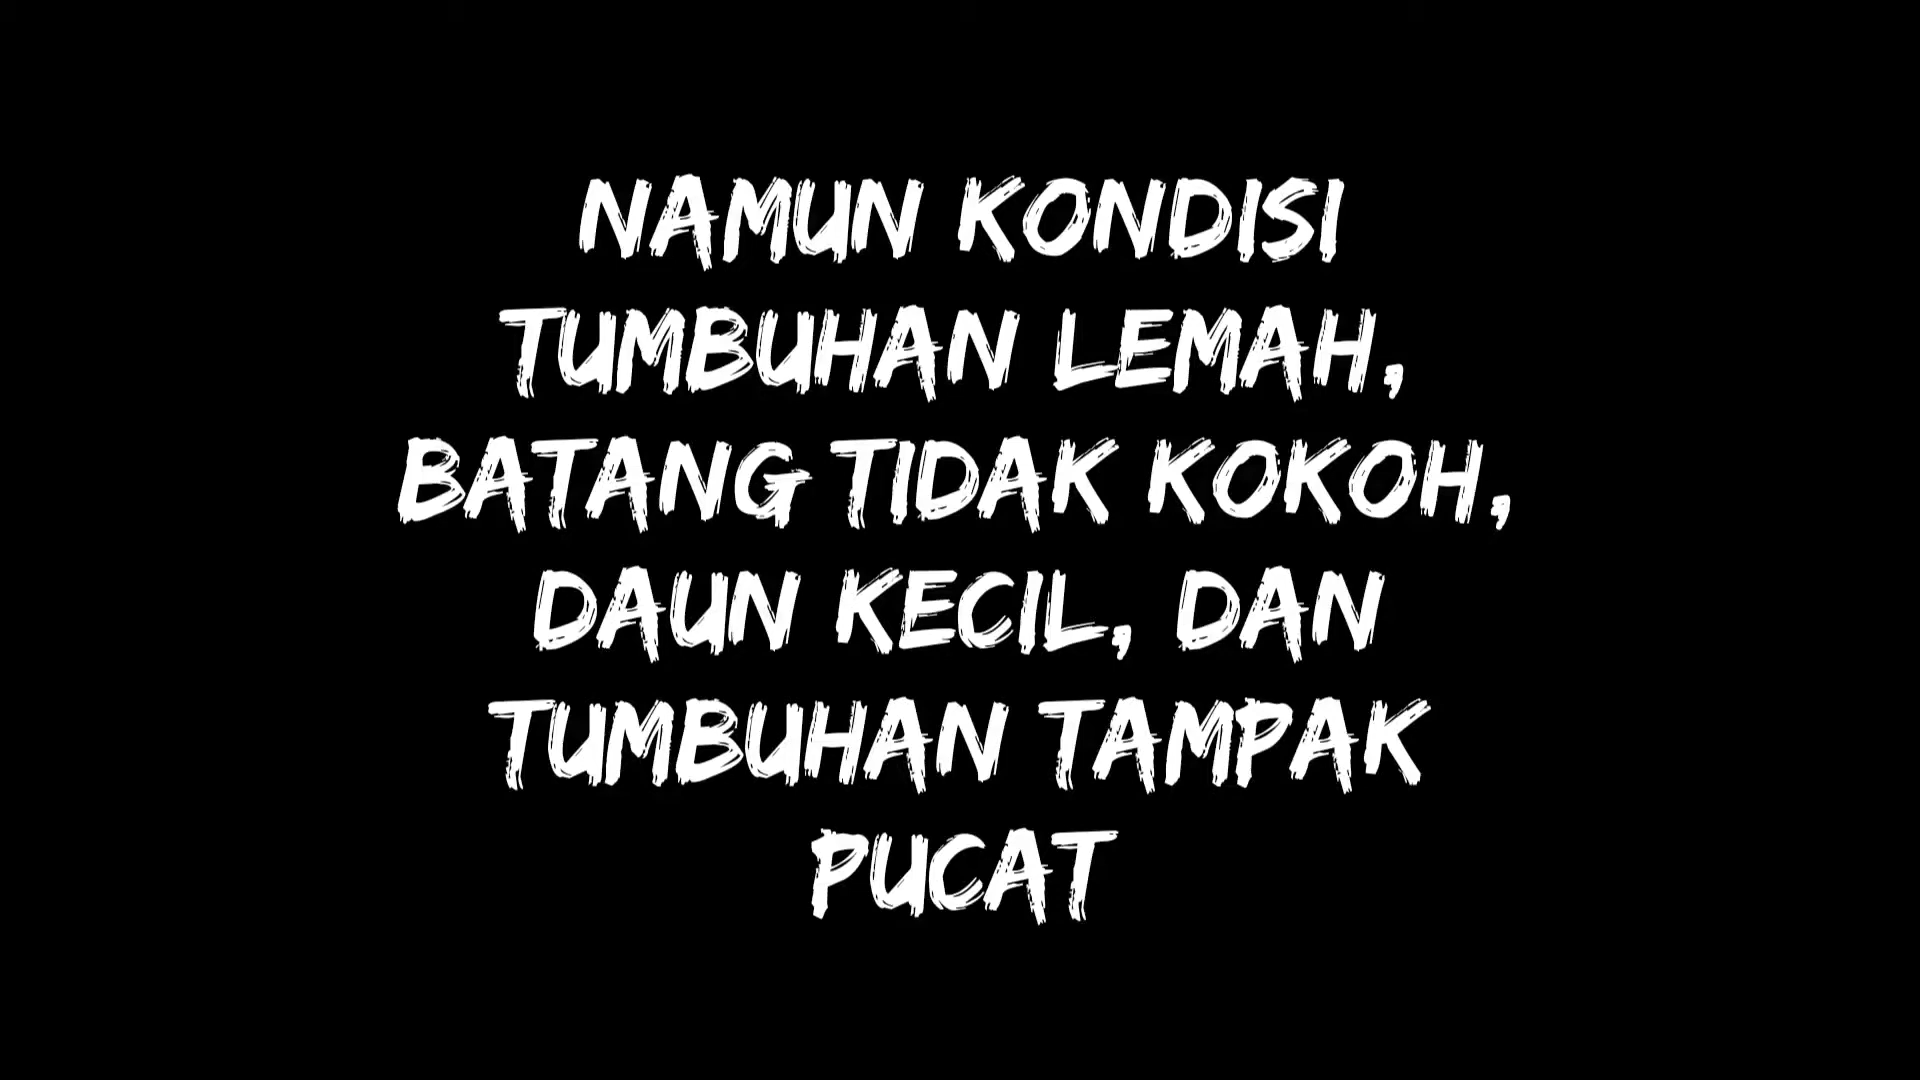 NAMUN KONDISI
TUMBUHAN LEMAH,
BATANG TIDAK KOKOH,
DAUN KECIL, DAN
TUMBUHAN TAMPAK
PUCAT